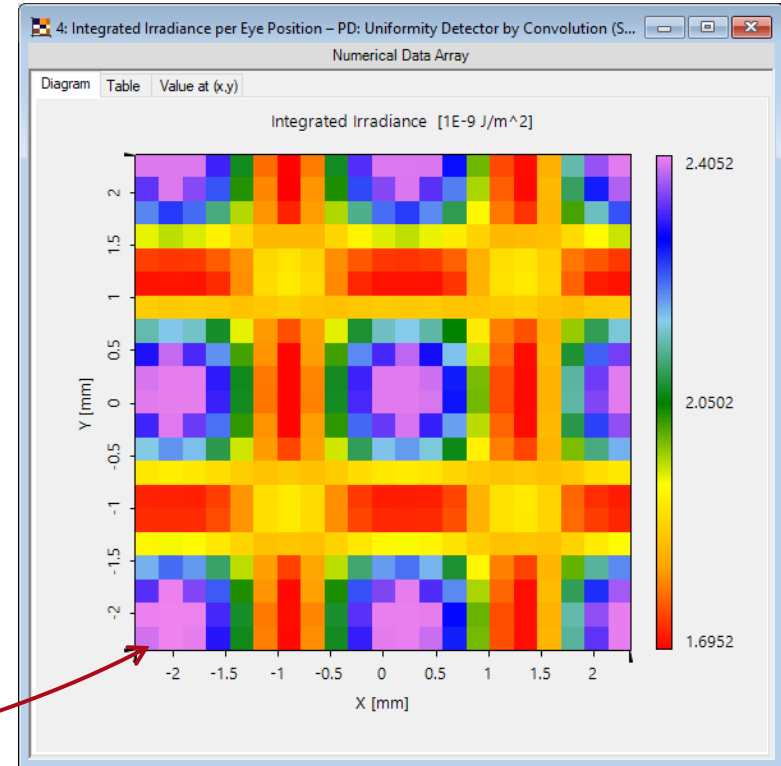 4: Integrated Irradiance per Eye Position – PD: Uniformity Detector by Convolution (S...
Numerical Data Array
Diagram Table Value at (x,y)
Integrated Irradiance [1E-9 J/m^2]
2.4052
2.0502
1.6952
Y [mm]
2
1.5
1
0.5
0
-0.5
-1
-1.5
-2
-2 -1.5 -1 -0.5 0 0.5 1 1.5 2
X [mm]